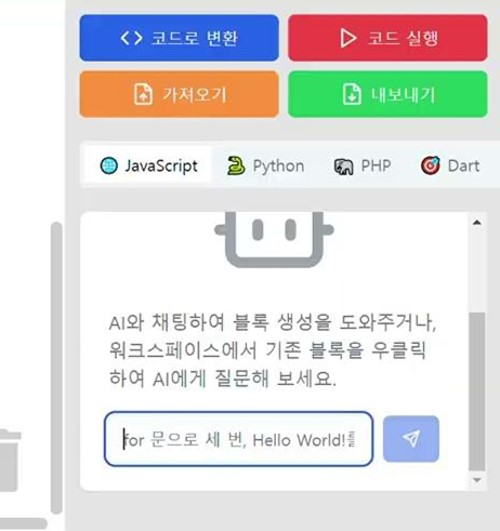 코드로 변환
코드 실행
가져오기
내보내기
JavaScript
Python
PHP
Dart
AI와 채팅하여 블록 생성을 도와주거나,
워크스페이스에서 기존 블록을 우클릭
하여 AI에게 질문해 보세요.
for 문으로 세 번, Hello World!